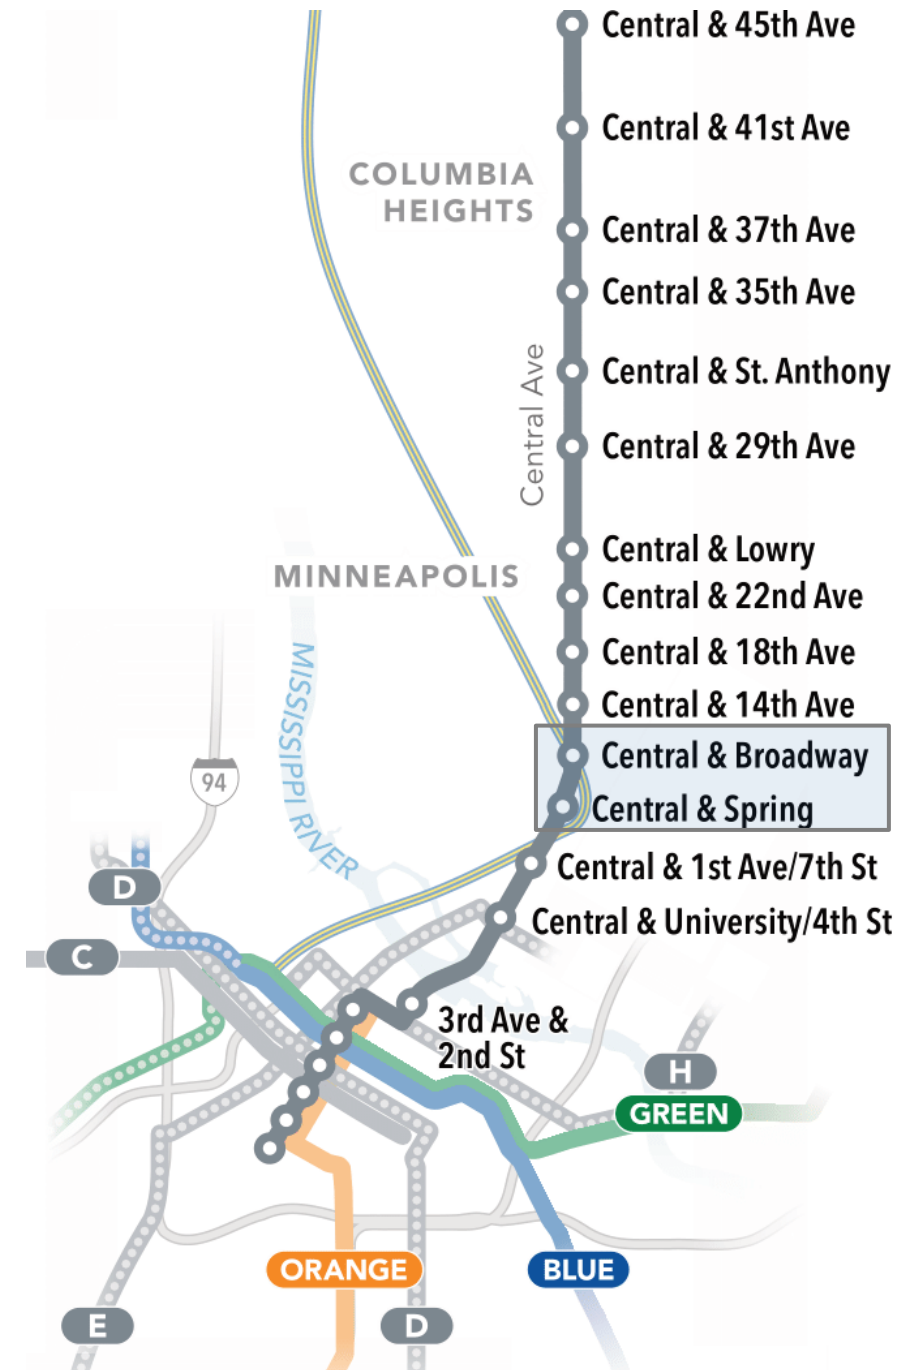 Central & 45th Ave
Central & 41st Ave
COLUMBIA
HEIGHTS
Central & 37th Ave
Central & 35th Ave
Central Ave
Central & St. Anthony
Central & 29th Ave
Central & Lowry
MINNEAPOLIS
Central & 22nd Ave
Central & 18th Ave
Central & 14th Ave
MISSISSIPPI RIVER
Central & Broadway
94
Central & Spring
Central & 1st Ave/7th St
D
Central & University/4th St
C
3rd Ave &
2nd St
H
GREEN
ORANGE
BLUE
E
D